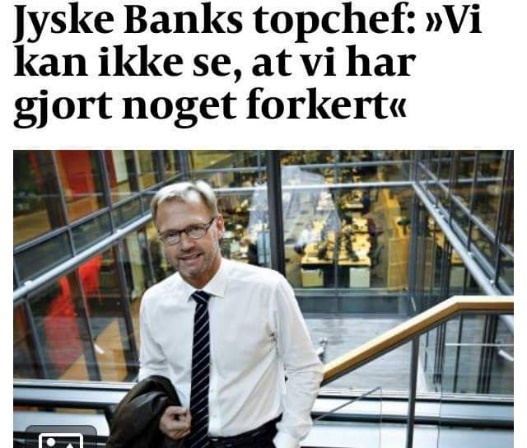 Jyske Banks topchef: »Vi
kan ikke se, at vi har
gjort noget forkert«